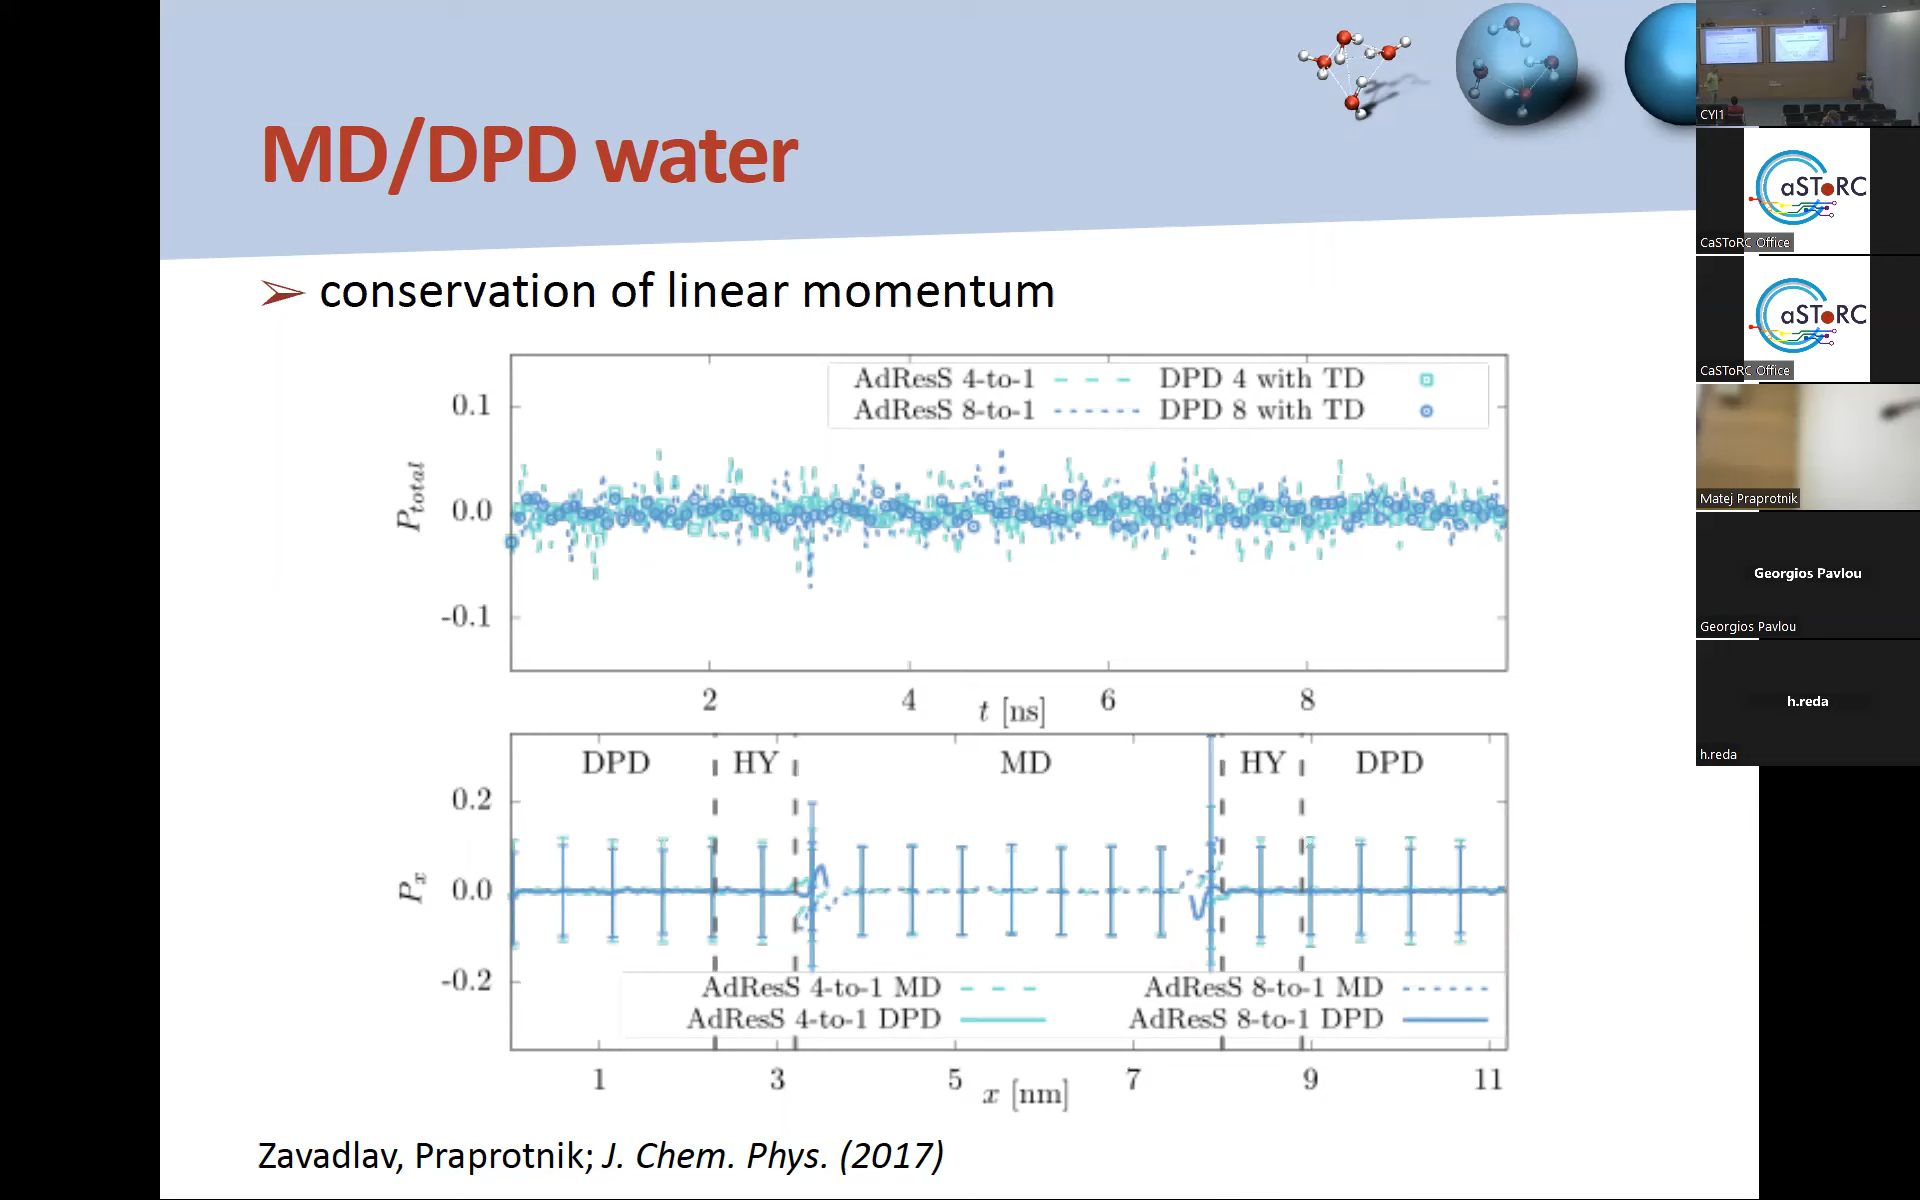 MD/DPD water
➢ conservation of linear momentum
AdResS 4-to-1 DPD 4 with TD
AdResS 8-to-1 DPD 8 with TD
0.1
0.0
-0.1
P_total
2 4 6 8
t [ns]
DPD HY MD HY DPD
0.2
0.0
-0.2
P_x
AdResS 4-to-1 MD AdResS 8-to-1 MD
AdResS 4-to-1 DPD AdResS 8-to-1 DPD
1 3 5 7 9 11
x [nm]
Zavadlav, Praprotnik; J. Chem. Phys. (2017)
CYI1
aSToRC
CaSToRC Office
aSToRC
CaSToRC Office
Matej Praprotnik
Georgios Pavlou
Georgios Pavlou
h.reda
h.reda